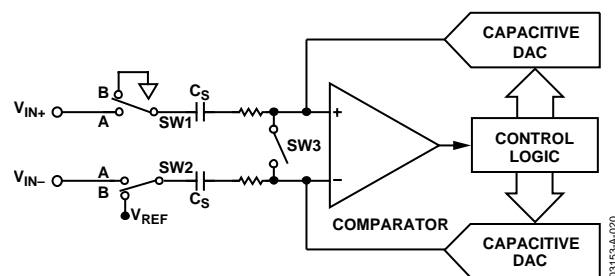 CAPACITIVE
DAC
B
CS
VIN+
A
SW1
+
SW3
CONTROL
LOGIC
VIN–
A
SW2
–
B
CS
VREF
COMPARATOR
CAPACITIVE
DAC
03153-A-020